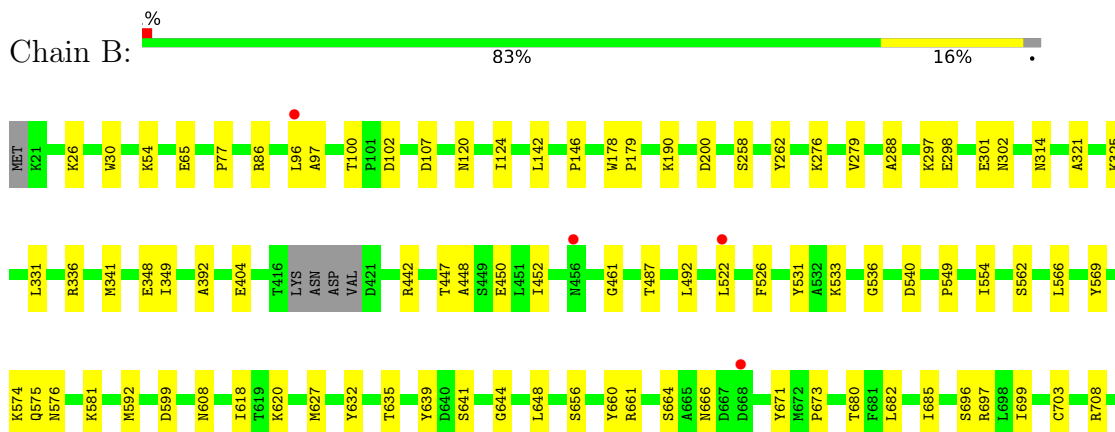 .%
Chain B:
83% 16% •
MET K21 K26 W30 K54 E65 P77 R86 L96 A97 T100 P101 D102 D107 N120 I124 L142 P146 W178 P179 K190 D200 S258 Y262 K276 V279 A288 K297 E298 E301 N302 N314 A321 K325
L331 R336 M341 E348 I349 A392 E404 T416 LYS ASN ASP VAL D421 R442 T447 A448 S449 E450 L451 I452 N456 G461 T487 L492 L522 F526 Y531 A532 K533 G536 D540 P549 I554 S562 L566 Y569
K574 Q575 N576 K581 M592 D599 N608 I618 T619 K620 M627 Y632 T635 Y639 D640 S641 G644 L648 S656 Y660 R661 S664 A665 N666 D667 D668 Y671 M672 P673 T680 F681 L682 I685 S696 R697 L698 I699 C703 R708